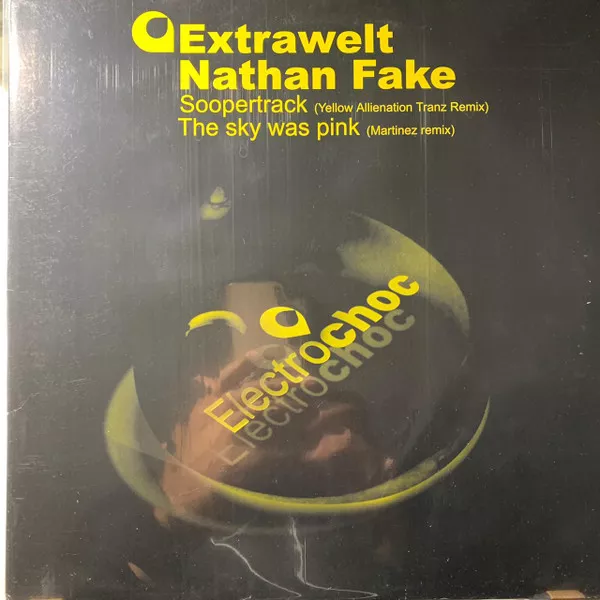 Extrawelt
Nathan Fake
Soopertrack (Yellow Allienation Tranz Remix)
The sky was pink (Martinez remix)
Electrochoc
Electrochoc